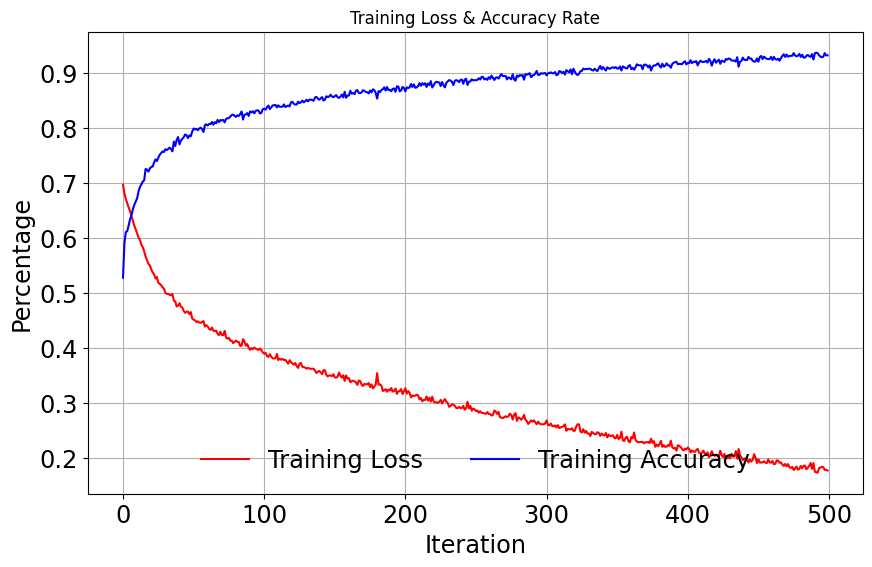 Training Loss & Accuracy Rate
Percentage
0.9
0.8
0.7
0.6
0.5
0.4
0.3
0.2
Training Loss Training Accuracy
0 100 200 300 400 500
Iteration